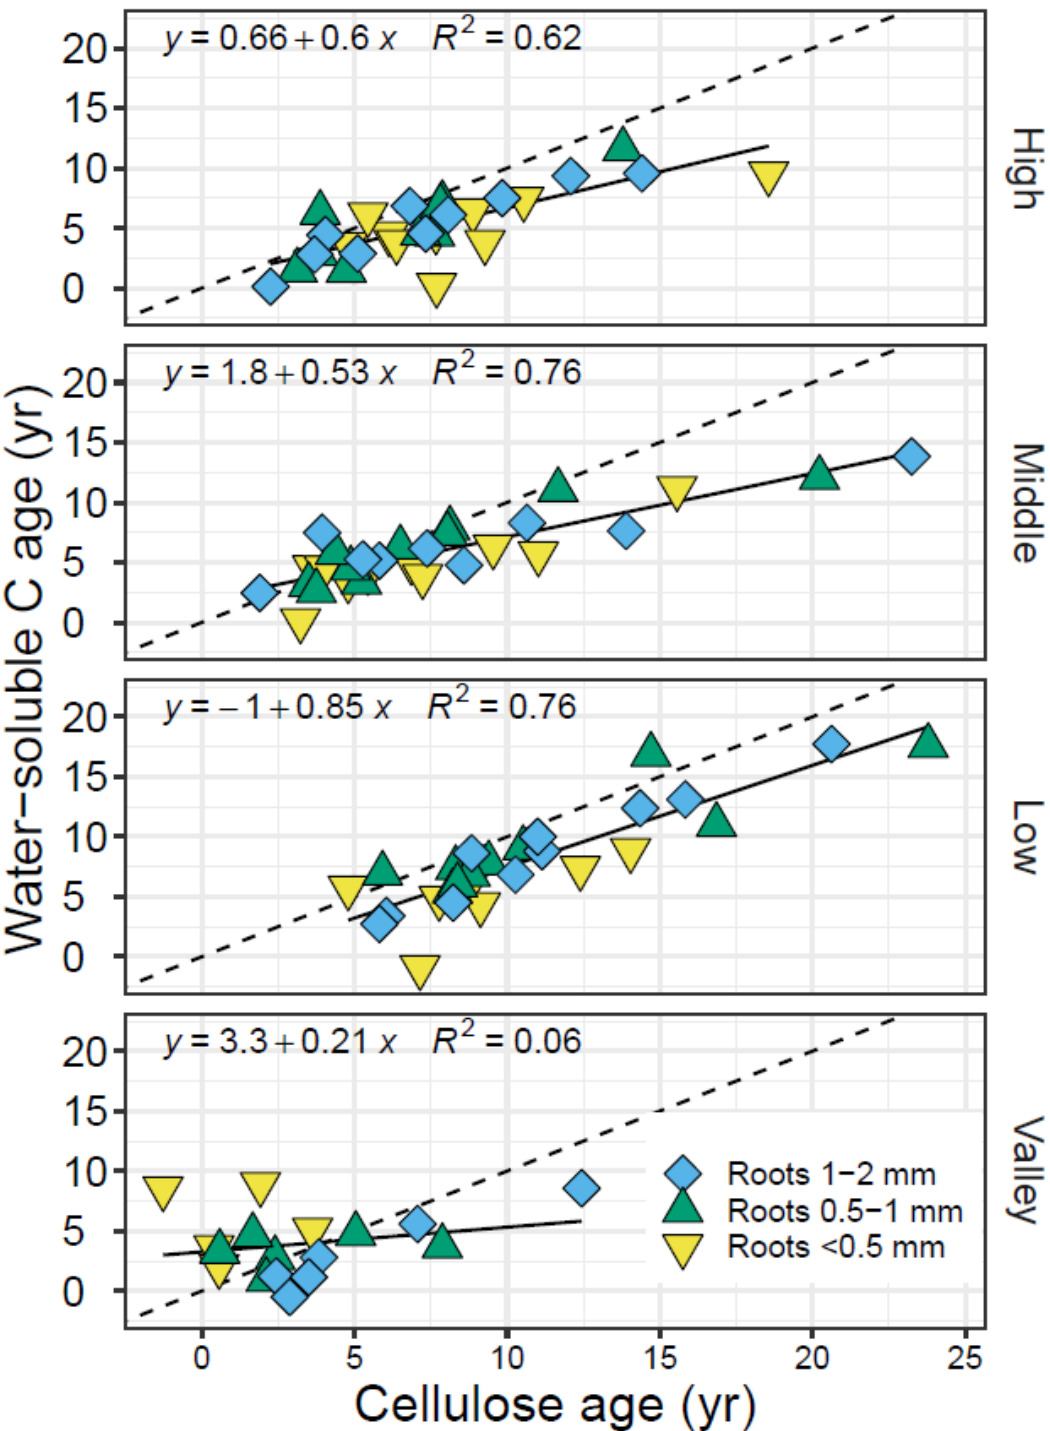 y = 0.66 + 0.6 x R² = 0.62
20
15
10
5
0
High
y = 1.8 + 0.53 x R² = 0.76
20
15
10
5
0
Middle
y = − 1 + 0.85 x R² = 0.76
20
15
10
5
0
Low
y = 3.3 + 0.21 x R² = 0.06
20
15
10
5
0
Valley
Roots 1−2 mm
Roots 0.5−1 mm
Roots <0.5 mm
0 5 10 15 20 25
Cellulose age (yr)
Water−soluble C age (yr)